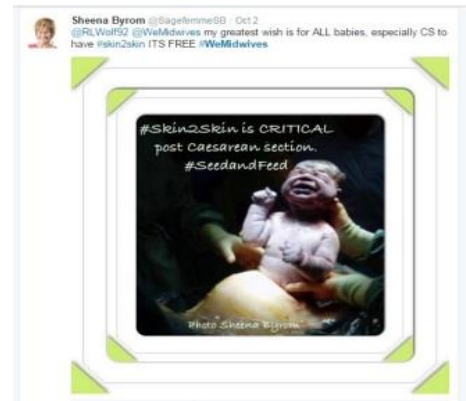 Sheena Byrom @SagefemmeSB · Oct 2
@RLWolf92 @WeMidwives my greatest wish is for ALL babies, especially CS to
have #skin2skin ITS FREE #WeMidwives
#Skin2Skin is CRITICAL
post Caesarean section.
#SeedandFeed
Photo Sheena Byrom